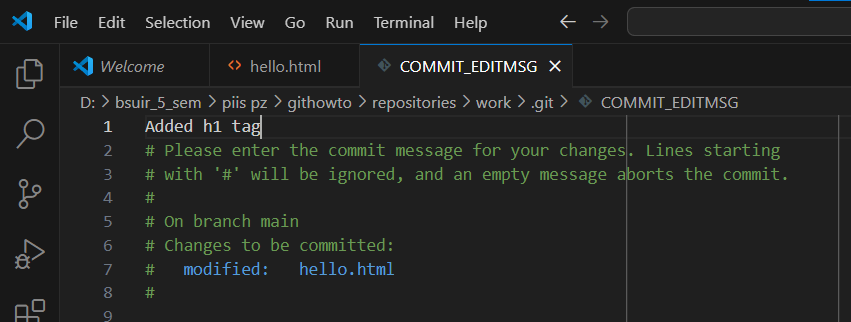 File Edit Selection View Go Run Terminal Help
Welcome hello.html COMMIT_EDITMSG
D: > bsuir_5_sem > piis pz > githowto > repositories > work > .git > COMMIT_EDITMSG
1 Added h1 tag
2 # Please enter the commit message for your changes. Lines starting
3 # with '#' will be ignored, and an empty message aborts the commit.
4 #
5 # On branch main
6 # Changes to be committed:
7 #   modified:   hello.html
8 #
9